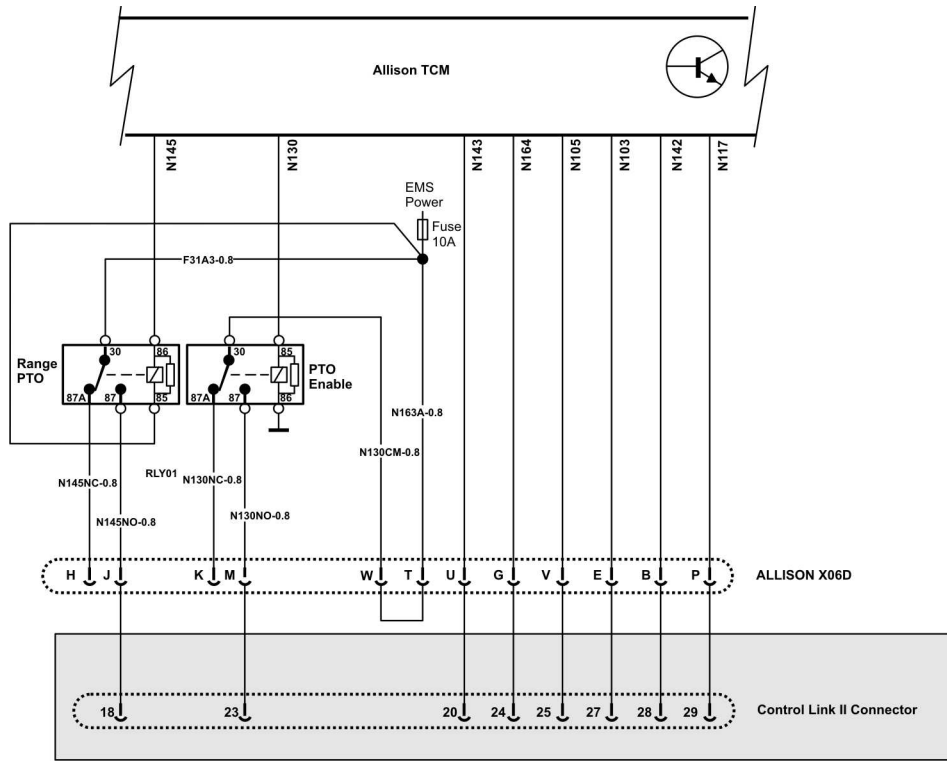 Allison TCM
N145
N130
N143
N164
N105
N103
N142
N117
EMS
Power
Fuse
10A
F31A3-0.8
Range
PTO
30
86
87A
87
85
30
85
87A
87
86
PTO
Enable
N163A-0.8
N130CM-0.8
N145NC-0.8
RLY01
N130NC-0.8
N145NO-0.8
N130NO-0.8
H J K M W T U G V E B P
ALLISON X06D
18 23 20 24 25 27 28 29
Control Link II Connector